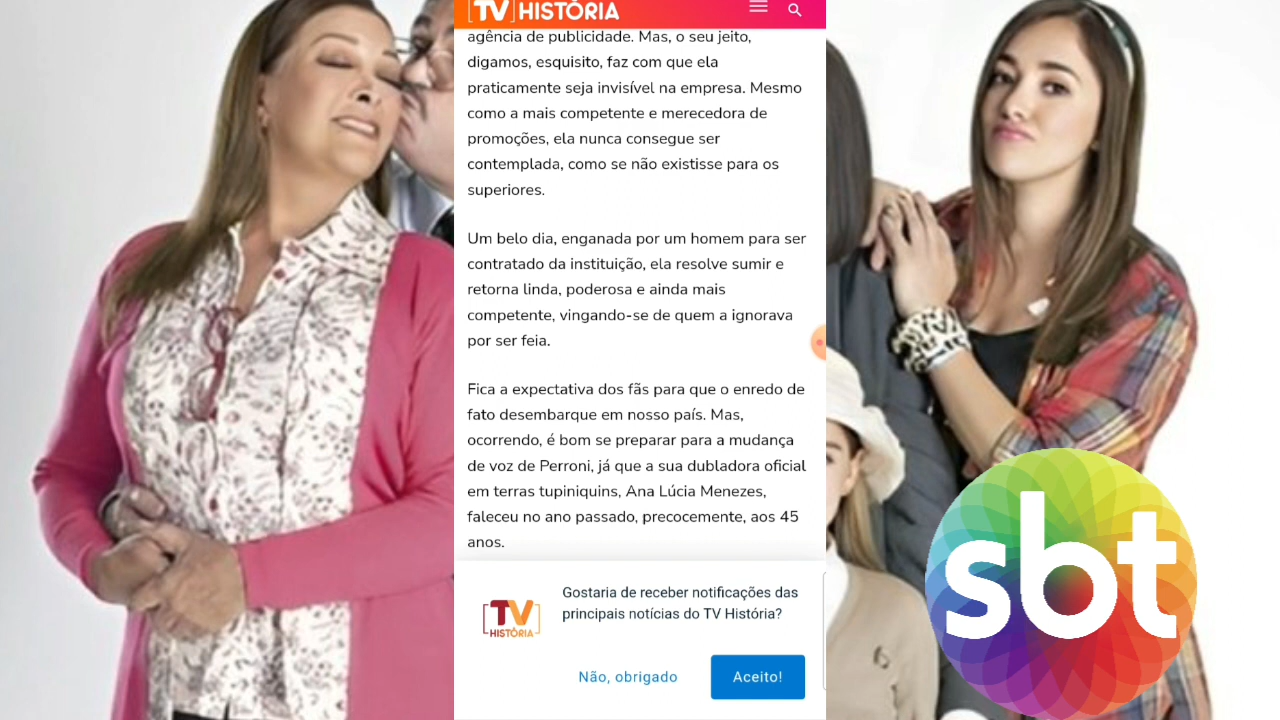 TV HISTÓRIA
agência de publicidade. Mas, o seu jeito,
digamos, esquisito, faz com que ela
praticamente seja invisível na empresa. Mesmo
como a mais competente e merecedora de
promoções, ela nunca consegue ser
contemplada, como se não existisse para os
superiores.
Um belo dia, enganada por um homem para ser
contratado da instituição, ela resolve sumir e
retorna linda, poderosa e ainda mais
competente, vingando-se de quem a ignorava
por ser feia.
Fica a expectativa dos fãs para que o enredo de
fato desembarque em nosso país. Mas,
ocorrendo, é bom se preparar para a mudança
de voz de Perroni, já que a sua dubladora oficial
em terras tupiniquins, Ana Lúcia Menezes,
faleceu no ano passado, precocemente, aos 45
anos.
Gostaria de receber notificações das
principais notícias do TV História?
TV
HISTÓRIA
Não, obrigado
Aceito!
sbt